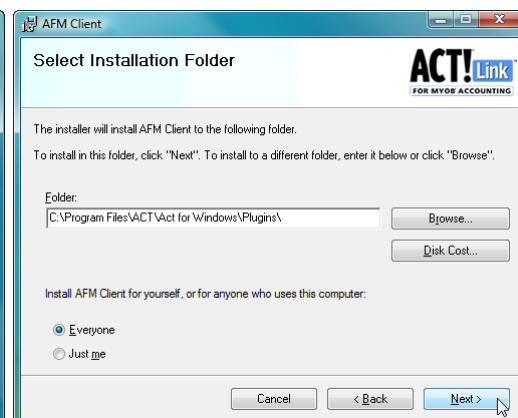 AFM Client
Select Installation Folder
ACT! Link
FOR MYOB ACCOUNTING
The installer will install AFM Client to the following folder.
To install in this folder, click "Next". To install to a different folder, enter it below or click "Browse".
Folder:
C:\Program Files\ACT\Act for Windows\Plugins\
Browse...
Disk Cost...
Install AFM Client for yourself, or for anyone who uses this computer:
Everyone
Just me
Cancel
< Back
Next >